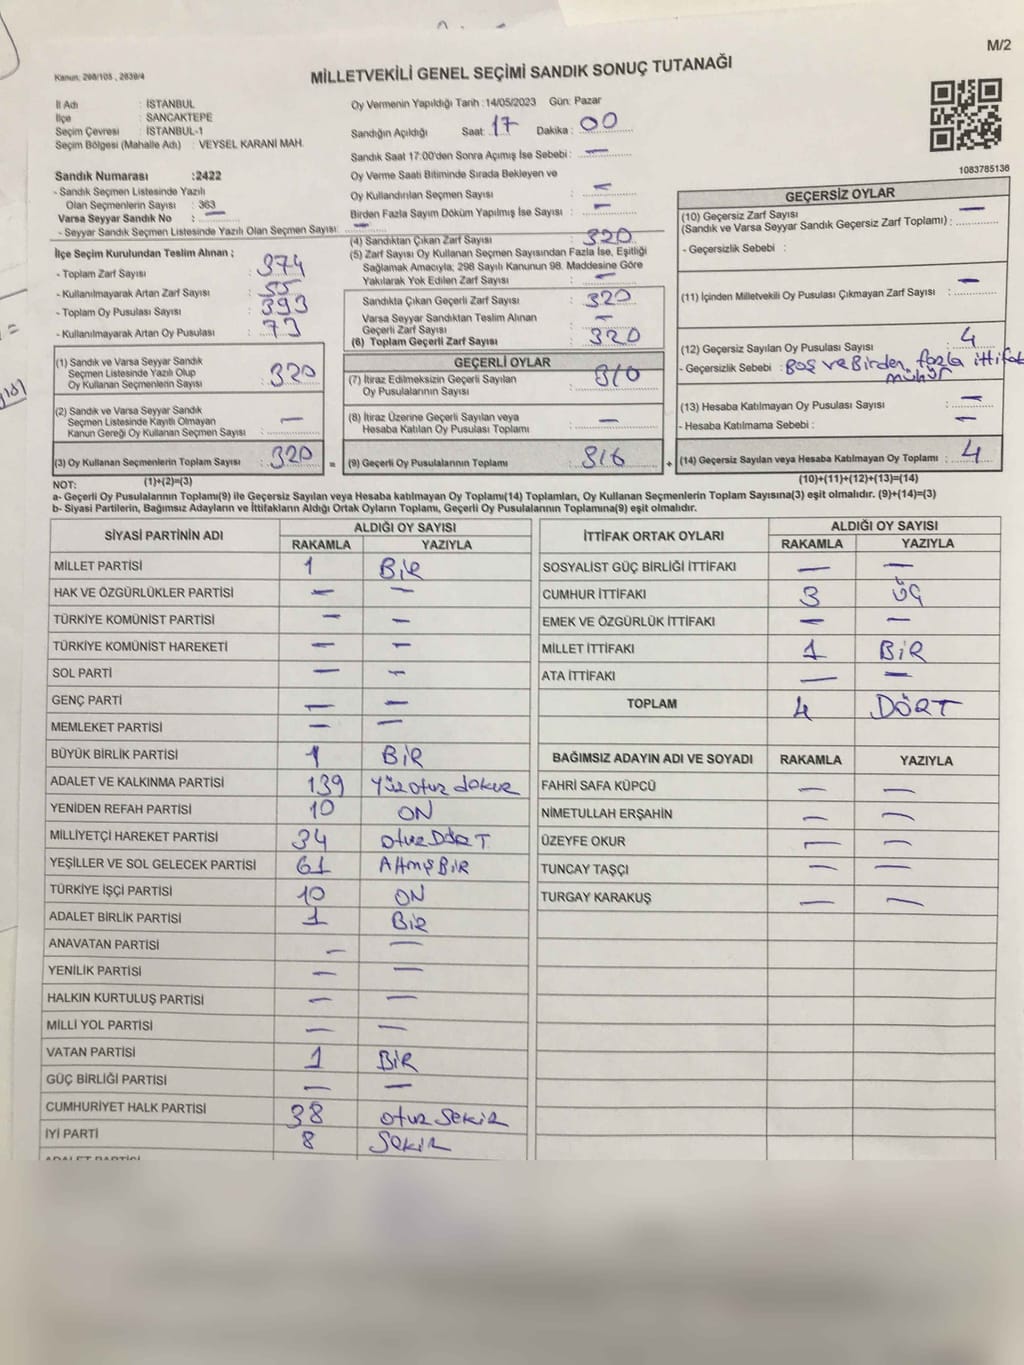 M/2
Kanun: 298/105 , 2839/4
MİLLETVEKİLİ GENEL SEÇİMİ SANDIK SONUÇ TUTANAĞI
İl Adı : İSTANBUL
İlçe : SANCAKTEPE
Seçim Çevresi : İSTANBUL-1
Seçim Bölgesi (Mahalle Adı) : VEYSEL KARANİ MAH.
Oy Vermenin Yapıldığı Tarih :14/05/2023 Gün: Pazar
Sandığın Açıldığı Saat: 17 Dakika : 00
Sandık Saat 17:00'den Sonra Açımış İse Sebebi : —
Oy Verme Saati Bitiminde Sırada Bekleyen ve
Oy Kullandırılan Seçmen Sayısı : —
Birden Fazla Sayım Döküm Yapılmış İse Sayısı : —
1083785136
Sandık Numarası :2422
- Sandık Seçmen Listesinde Yazılı
Olan Seçmenlerin Sayısı : 363
Varsa Seyyar Sandık No : —
- Seyyar Sandık Seçmen Listesinde Yazılı Olan Seçmen Sayısı: —
İlçe Seçim Kurulundan Teslim Alınan ;
- Toplam Zarf Sayısı : 374
- Kullanılmayarak Artan Zarf Sayısı : 55
- Toplam Oy Pusulası Sayısı : 393
- Kullanılmayarak Artan Oy Pusulası : 73
(4) Sandıktan Çıkan Zarf Sayısı : 320
(5) Zarf Sayısı Oy Kullanan Seçmen Sayısından Fazla İse, Eşitliği
Sağlamak Amacıyla; 298 Sayılı Kanunun 98. Maddesine Göre
Yakılarak Yok Edilen Zarf Sayısı : —
Sandıkta Çıkan Geçerli Zarf Sayısı : 320
Varsa Seyyar Sandıktan Teslim Alınan
Geçerli Zarf Sayısı : —
(6) Toplam Geçerli Zarf Sayısı : 320
GEÇERSİZ OYLAR
(10) Geçersiz Zarf Sayısı —
(Sandık ve Varsa Seyyar Sandık Geçersiz Zarf Toplamı) :
- Geçersizlik Sebebi :
(11) İçinden Milletvekili Oy Pusulası Çıkmayan Zarf Sayısı : —
(12) Geçersiz Sayılan Oy Pusulası Sayısı : 4
- Geçersizlik Sebebi : Boş ve Birden fazla ittifak
mühür
(13) Hesaba Katılmayan Oy Pusulası Sayısı : —
- Hesaba Katılmama Sebebi : —
(14) Geçersiz Sayılan veya Hesaba Katılmayan Oy Toplamı : 4
(10)+(11)+(12)+(13)=(14)
(1) Sandık ve Varsa Seyyar Sandık
Seçmen Listesinde Yazılı Olup
Oy Kullanan Seçmenlerin Sayısı : 320
(2) Sandık ve Varsa Seyyar Sandık
Seçmen Listesinde Kayıtlı Olmayan
Kanun Gereği Oy Kullanan Seçmen Sayısı : —
(3) Oy Kullanan Seçmenlerin Toplam Sayısı : 320 =
GEÇERLİ OYLAR
(7) İtiraz Edilmeksizin Geçerli Sayılan
Oy Pusulalarının Sayısı :
(8) İtiraz Üzerine Geçerli Sayılan veya
Hesaba Katılan Oy Pusulası Toplamı : —
(9) Geçerli Oy Pusulalarının Toplamı : 316 +
NOT: (1)+(2)=(3)
a- Geçerli Oy Pusulalarının Toplamı(9) ile Geçersiz Sayılan veya Hesaba katılmayan Oy Toplamı(14) Toplamları, Oy Kullanan Seçmenlerin Toplam Sayısına(3) eşit olmalıdır. (9)+(14)=(3)
b- Siyasi Partilerin, Bağımsız Adayların ve İttifakların Aldığı Ortak Oyların Toplamı, Geçerli Oy Pusulalarının Toplamına(9) eşit olmalıdır.
SİYASİ PARTİNİN ADI ALDIĞI OY SAYISI
RAKAMLA YAZIYLA
MİLLET PARTİSİ 1 BİR
HAK VE ÖZGÜRLÜKLER PARTİSİ — —
TÜRKİYE KOMÜNİST PARTİSİ — —
TÜRKİYE KOMÜNİST HAREKETİ — —
SOL PARTİ — —
GENÇ PARTİ — —
MEMLEKET PARTİSİ — —
BÜYÜK BİRLİK PARTİSİ 1 BİR
ADALET VE KALKINMA PARTİSİ 139 Yüz otuz dokuz
YENİDEN REFAH PARTİSİ 10 ON
MİLLİYETÇİ HAREKET PARTİSİ 34 otuz DÖRT
YEŞİLLER VE SOL GELECEK PARTİSİ 61 Altmış BİR
TÜRKİYE İŞÇİ PARTİSİ 10 ON
ADALET BİRLİK PARTİSİ 1 BİR
ANAVATAN PARTİSİ — —
YENİLİK PARTİSİ — —
HALKIN KURTULUŞ PARTİSİ — —
MİLLİ YOL PARTİSİ — —
VATAN PARTİSİ 1 BİR
GÜÇ BİRLİĞİ PARTİSİ — —
CUMHURİYET HALK PARTİSİ 38 otuz sekiz
İYİ PARTİ 8 sekiz
ADALET PARTİSİ
İTTİFAK ORTAK OYLARI ALDIĞI OY SAYISI
RAKAMLA YAZIYLA
SOSYALİST GÜÇ BİRLİĞİ İTTİFAKI — —
CUMHUR İTTİFAKI 3 ÜÇ
EMEK VE ÖZGÜRLÜK İTTİFAKI — —
MİLLET İTTİFAKI 1 BİR
ATA İTTİFAKI — —
TOPLAM 4 DÖRT
BAĞIMSIZ ADAYIN ADI VE SOYADI RAKAMLA YAZIYLA
FAHRİ SAFA KÜPCÜ — —
NİMETULLAH ERŞAHİN — —
ÜZEYFE OKUR — —
TUNCAY TAŞÇI — —
TURGAY KARAKUŞ — —